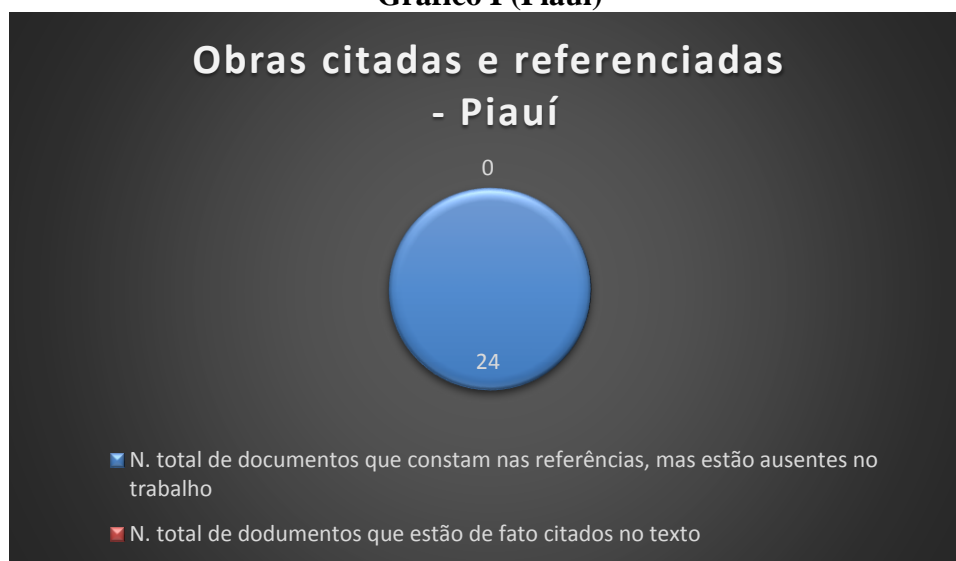 Gráfico I (Piauí)
Obras citadas e referenciadas
- Piauí
0
24
N. total de documentos que constam nas referências, mas estão ausentes no
trabalho
N. total de dodumentos que estão de fato citados no texto